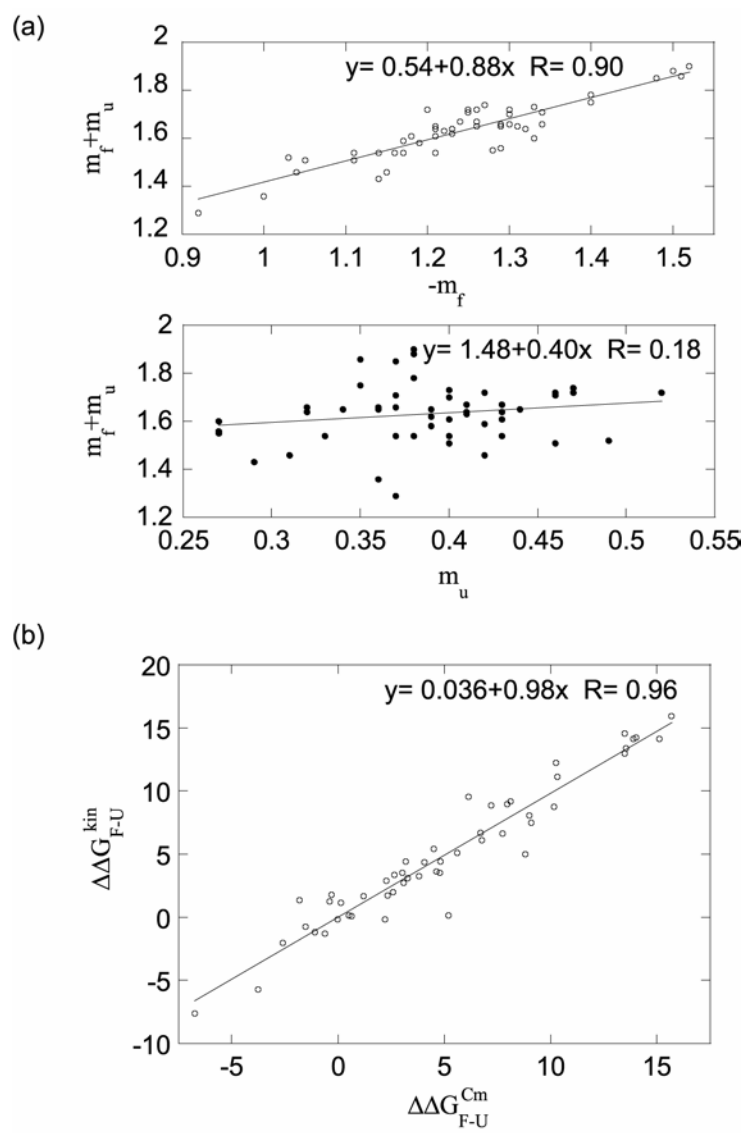 (a)
y= 0.54+0.88x R= 0.90
m_f+m_u
2
1.8
1.6
1.4
1.2
0.9 1 1.1 1.2 1.3 1.4 1.5
-m_f
y= 1.48+0.40x R= 0.18
m_f+m_u
2
1.8
1.6
1.4
1.2
0.25 0.3 0.35 0.4 0.45 0.5 0.55
m_u
(b)
y= 0.036+0.98x R= 0.96
ΔΔG_F-U^kin
20
15
10
5
0
-5
-10
-5 0 5 10 15
ΔΔG_F-U^Cm